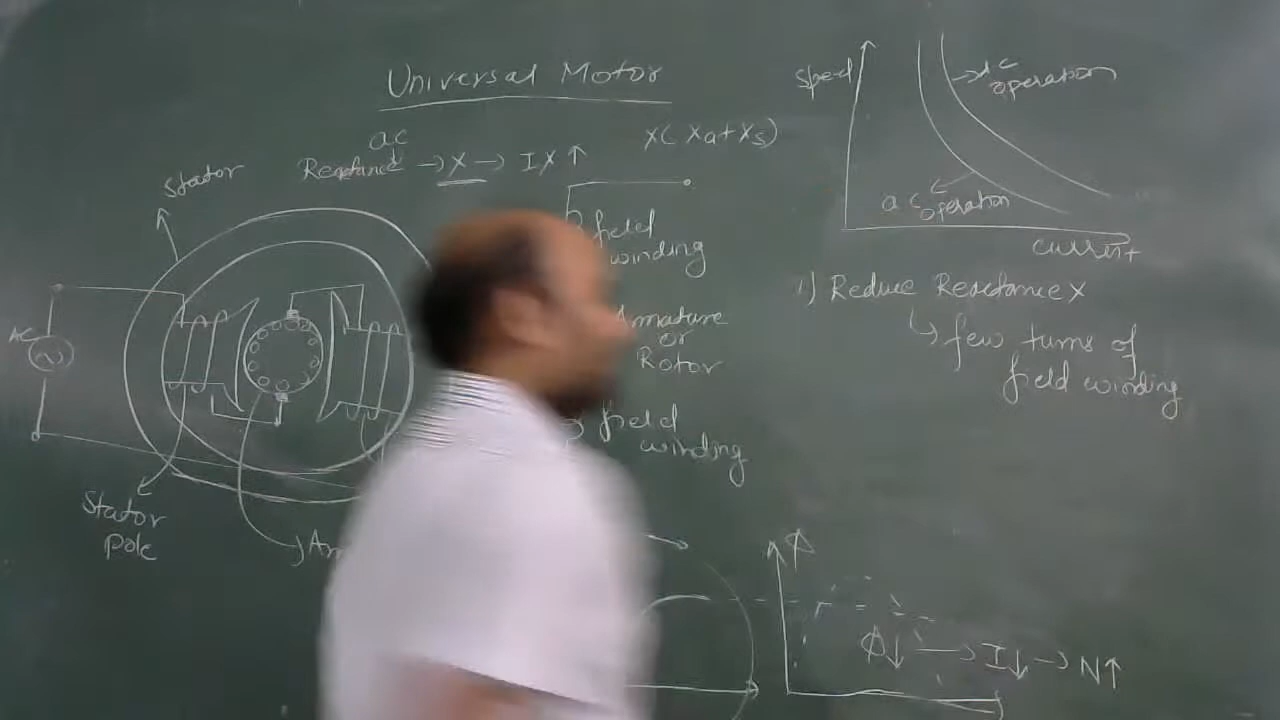 Universal Motor
ac
Reactance → X → IX ↑
X( Xa+Xs)
Stator
AC
Stator
pole
field
winding
Armature
or
Rotor
field
winding
speed
dc
operation
ac operation
current
1) Reduce Reactance X
↳ few turns of
field winding
ϕ
ϕ↓ → I↓ → N↑